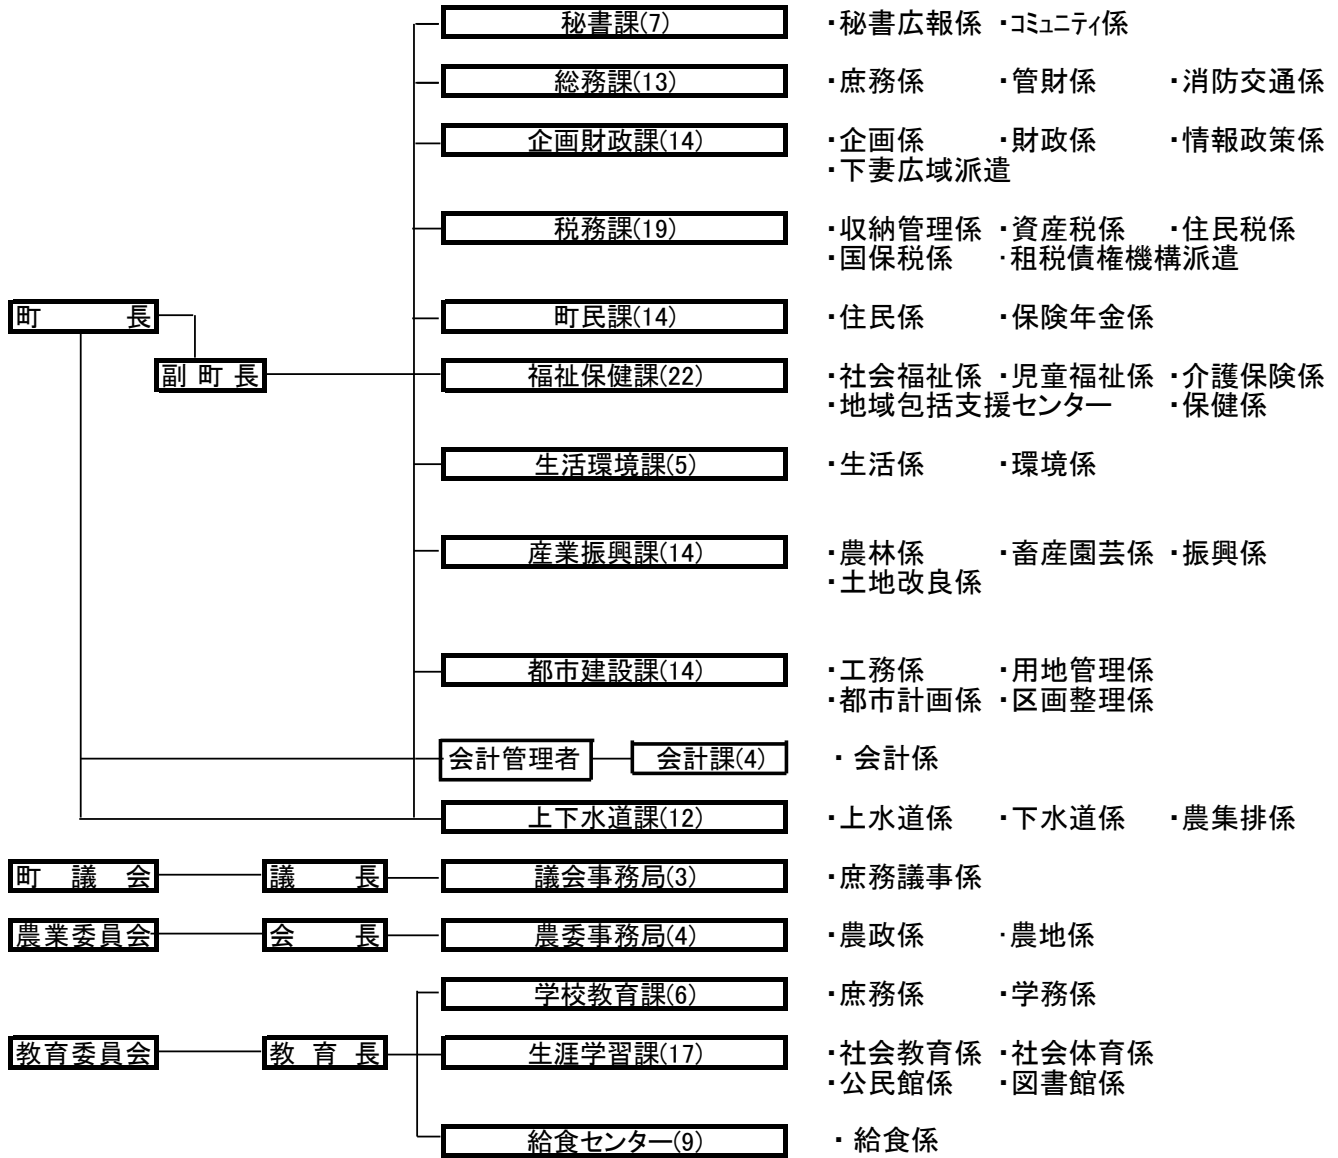 秘書課(7) ・秘書広報係 ・コミュニティ係
総務課(13) ・庶務係 ・管財係 ・消防交通係
企画財政課(14) ・企画係 ・財政係 ・情報政策係
・下妻広域派遣
税務課(19) ・収納管理係 ・資産税係 ・住民税係
・国保税係 ・租税債権機構派遣
町長 町民課(14) ・住民係 ・保険年金係
副町長 福祉保健課(22) ・社会福祉係 ・児童福祉係 ・介護保険係
・地域包括支援センター ・保健係
生活環境課(5) ・生活係 ・環境係
産業振興課(14) ・農林係 ・畜産園芸係 ・振興係
・土地改良係
都市建設課(14) ・工務係 ・用地管理係
・都市計画係 ・区画整理係
会計管理者 会計課(4) ・会計係
上下水道課(12) ・上水道係 ・下水道係 ・農集排係
町議会 議長 議会事務局(3) ・庶務議事係
農業委員会 会長 農委事務局(4) ・農政係 ・農地係
学校教育課(6) ・庶務係 ・学務係
教育委員会 教育長 生涯学習課(17) ・社会教育係 ・社会体育係
・公民館係 ・図書館係
給食センター(9) ・給食係